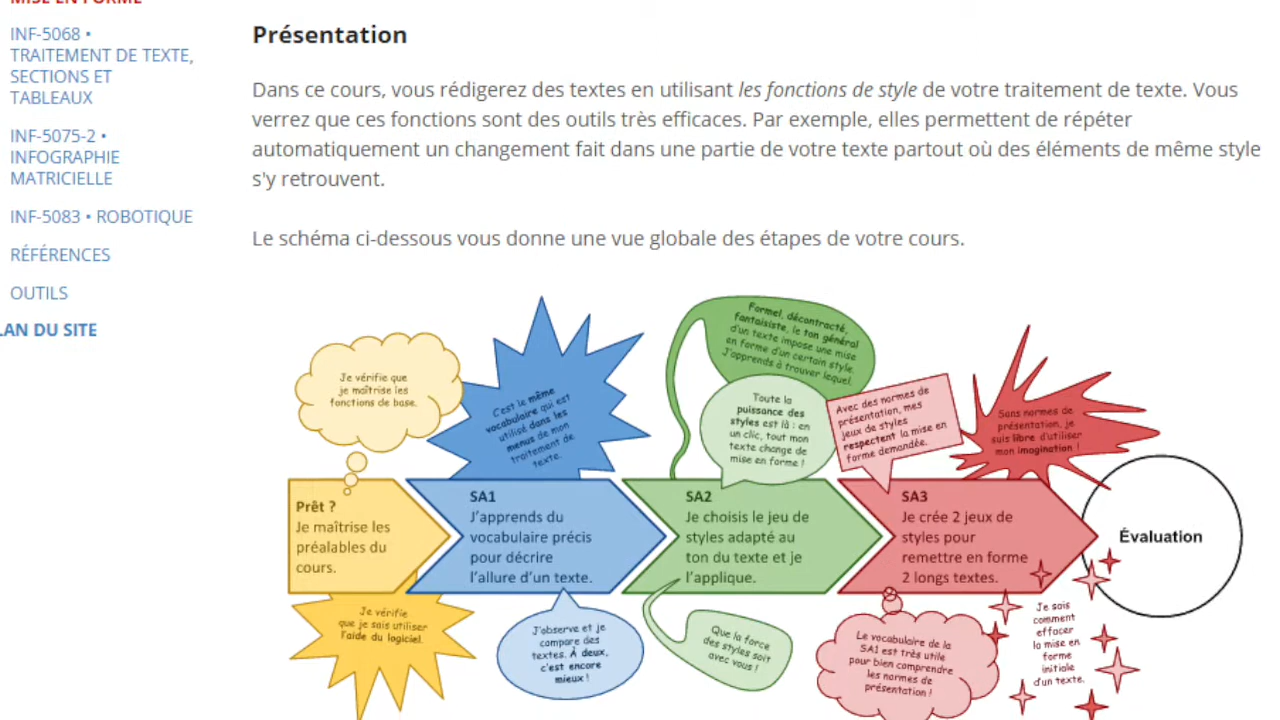 MISE EN FORME
INF-5068 •
TRAITEMENT DE TEXTE,
SECTIONS ET
TABLEAUX
INF-5075-2 •
INFOGRAPHIE
MATRICIELLE
INF-5083 • ROBOTIQUE
RÉFÉRENCES
OUTILS
LAN DU SITE
Présentation
Dans ce cours, vous rédigerez des textes en utilisant les fonctions de style de votre traitement de texte. Vous
verrez que ces fonctions sont des outils très efficaces. Par exemple, elles permettent de répéter
automatiquement un changement fait dans une partie de votre texte partout où des éléments de même style
s'y retrouvent.
Le schéma ci-dessous vous donne une vue globale des étapes de votre cours.
Je vérifie que
je maîtrise les
fonctions de base.
C'est le même
vocabulaire qui est
utilisé dans les
menus de mon
traitement de
texte.
Formel, décontracté,
fantaisiste, le ton général
d'un texte impose une mise
en forme d'un certain style.
J'apprends à trouver lequel.
Toute la
puissance des
styles est là : en
un clic, tout mon
texte change de
mise en forme !
Avec des normes de
présentation, mes
jeux de styles
respectent la mise en
forme demandée.
Sans normes de
présentation, je
suis libre d'utiliser
mon imagination !
Prêt ?
Je maîtrise les
préalables du
cours.
SA1
J'apprends du
vocabulaire précis
pour décrire
l'allure d'un texte.
SA2
Je choisis le jeu de
styles adapté au
ton du texte et je
l'applique.
SA3
Je crée 2 jeux de
styles pour
remettre en forme
2 longs textes.
Évaluation
Je vérifie
que je sais utiliser
l'aide du logiciel.
J'observe et je
compare des
textes. À deux,
c'est encore
mieux !
Que la force
des styles soit
avec vous !
Le vocabulaire de la
SA1 est très utile
pour bien comprendre
les normes de
présentation !
Je sais
comment
effacer
la mise en
forme
initiale
d'un texte.